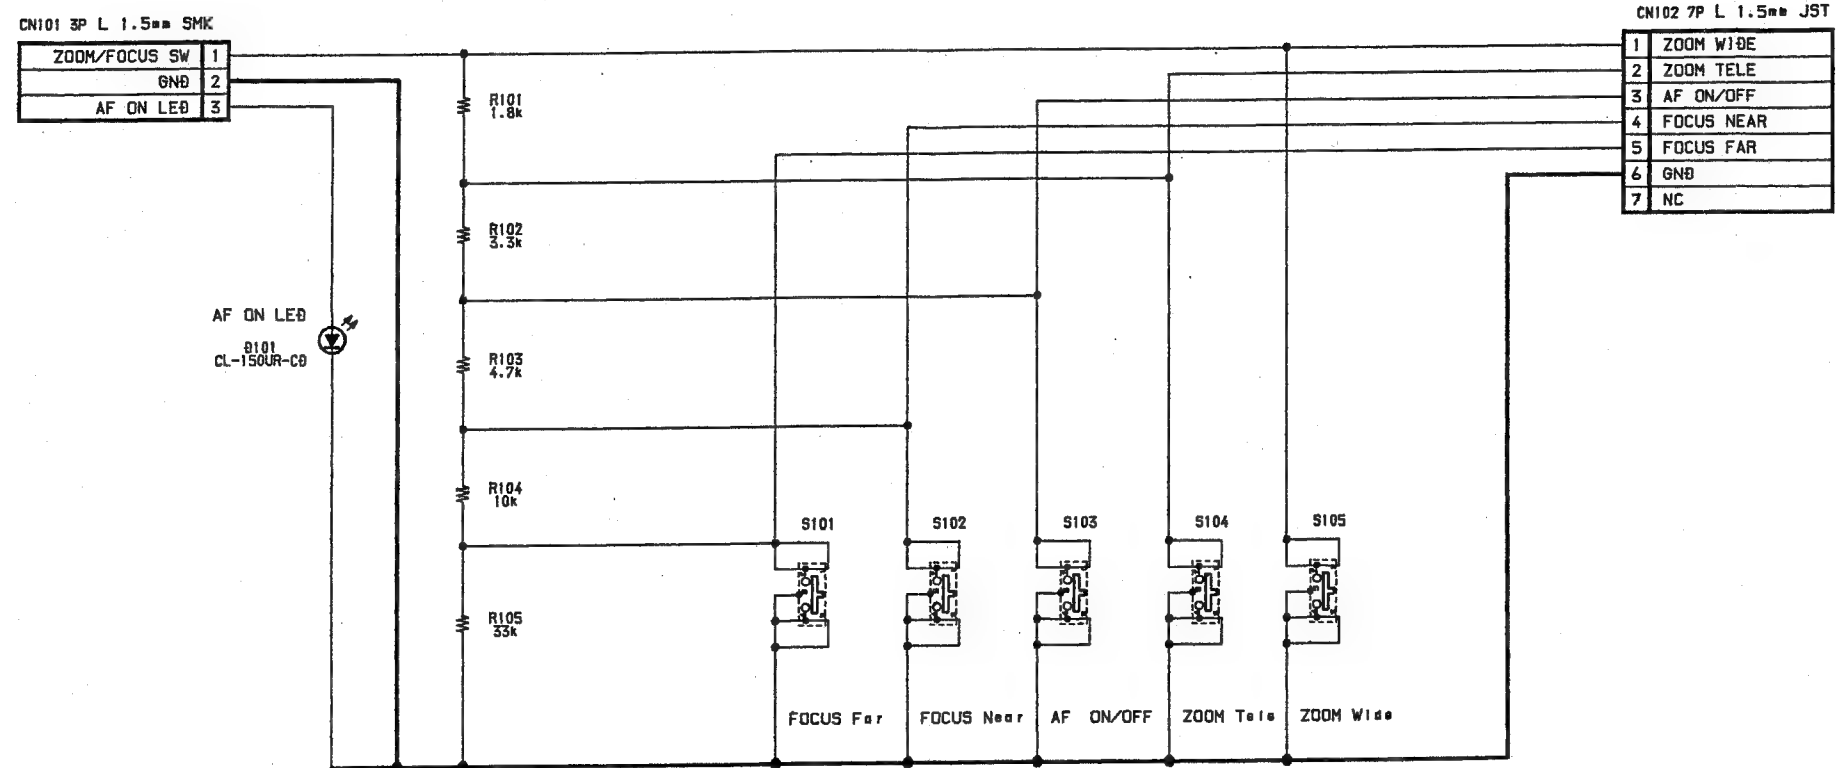 CN101 3P L 1.5mm SMK
ZOOM/FOCUS SW 1
GND 2
AF ON LED 3
CN102 7P L 1.5mm JST
1 ZOOM WIDE
2 ZOOM TELE
3 AF ON/OFF
4 FOCUS NEAR
5 FOCUS FAR
6 GND
7 NC
R101
1.8k
R102
3.3k
AF ON LED
D101
CL-150UR-CD
R103
4.7k
R104
10k
S101
S102
S103
S104
S105
R105
33k
FOCUS Far
FOCUS Near
AF ON/OFF
ZOOM Tele
ZOOM Wide